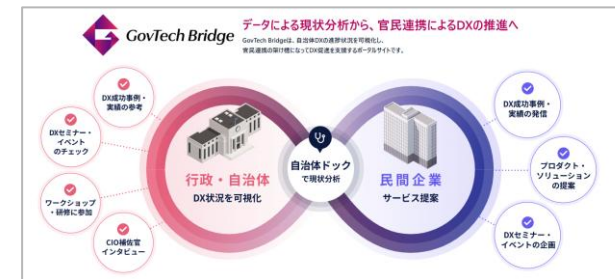 GovTech Bridge
データによる現状分析から、官民連携によるDXの推進へ
GovTech Bridgeは、自治体DXの進捗状況を可視化し、
官民連携の架け橋になってDX促進を支援するポータルサイトです。
DX成功事例・
実績の参考
DXセミナー・
イベント
のチェック
ワークショップ
・研修に参加
CIO補佐官
インタビュー
行政・自治体
DX状況を可視化
自治体ドック
で現状分析
民間企業
サービス提案
DX成功事例・
実績の発信
プロダクト・
ソリューション
の提案
DXセミナー・
イベントの企画